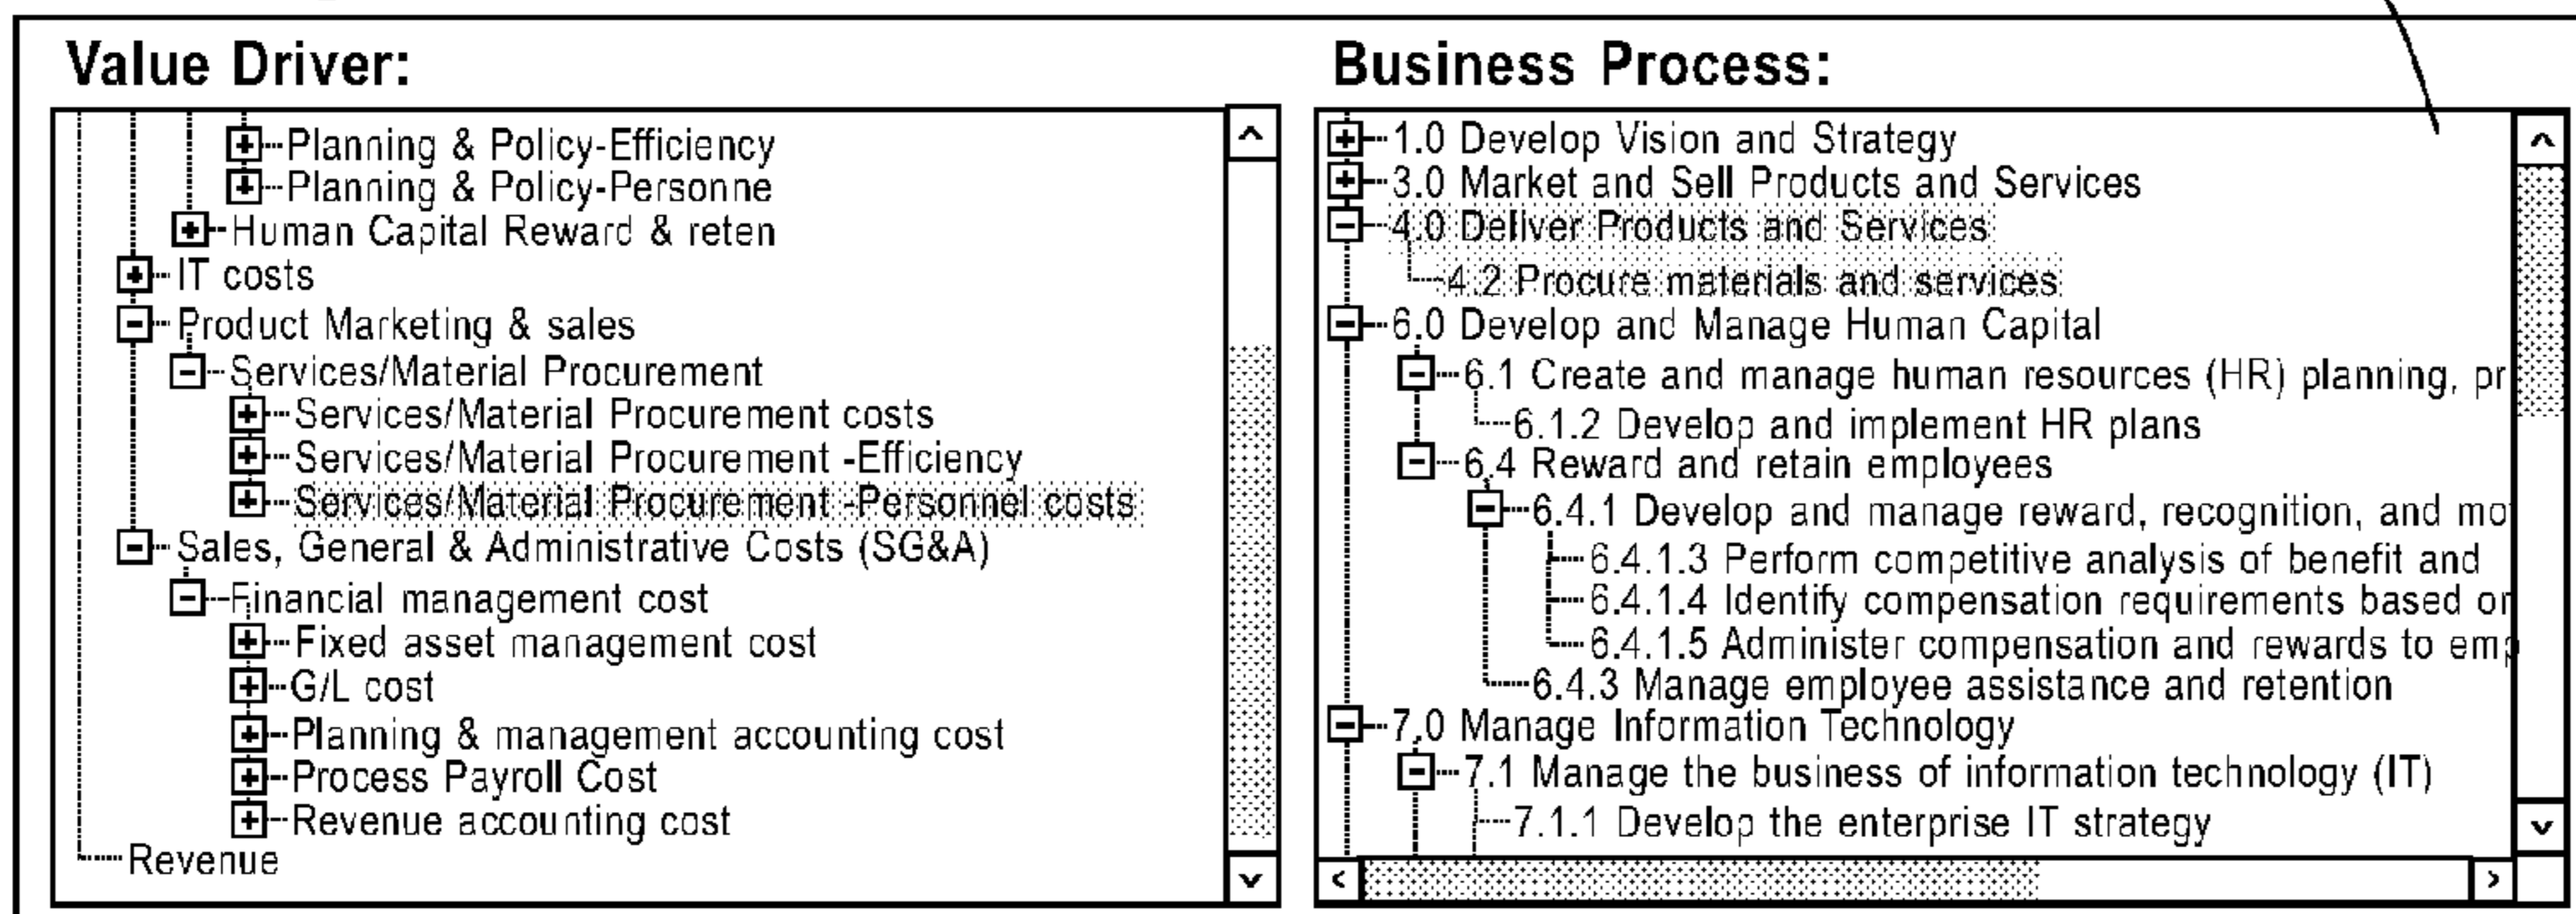 Value Driver:
Planning & Policy-Efficiency
Planning & Policy-Personne
Human Capital Reward & reten
IT costs
Product Marketing & sales
Services/Material Procurement
Services/Material Procurement costs
Services/Material Procurement -Efficiency
Services/Material Procurement -Personnel costs
Sales, General & Administrative Costs (SG&A)
Financial management cost
Fixed asset management cost
G/L cost
Planning & management accounting cost
Process Payroll Cost
Revenue accounting cost
Revenue
Business Process:
1.0 Develop Vision and Strategy
3.0 Market and Sell Products and Services
4.0 Deliver Products and Services
4.2 Procure materials and services
6.0 Develop and Manage Human Capital
6.1 Create and manage human resources (HR) planning, pr
6.1.2 Develop and implement HR plans
6.4 Reward and retain employees
6.4.1 Develop and manage reward, recognition, and mo
6.4.1.3 Perform competitive analysis of benefit and
6.4.1.4 Identify compensation requirements based or
6.4.1.5 Administer compensation and rewards to emp
6.4.3 Manage employee assistance and retention
7.0 Manage Information Technology
7.1 Manage the business of information technology (IT)
7.1.1 Develop the enterprise IT strategy